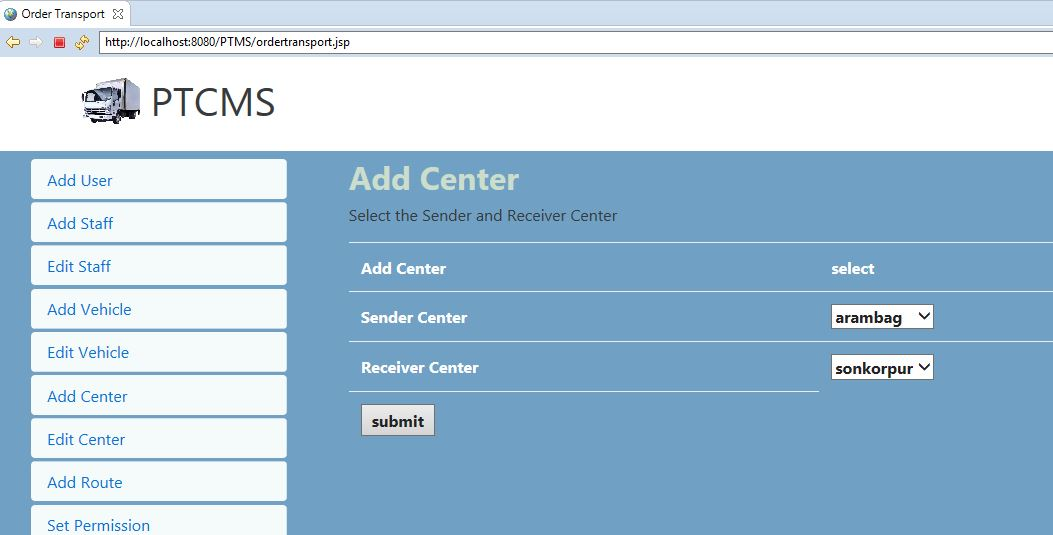 Order Transport
http://localhost:8080/PTMS/ordertransport.jsp
PTCMS
Add User
Add Staff
Edit Staff
Add Vehicle
Edit Vehicle
Add Center
Edit Center
Add Route
Set Permission
Add Center
Select the Sender and Receiver Center
Add Center select
Sender Center arambag
Receiver Center sonkorpur
submit